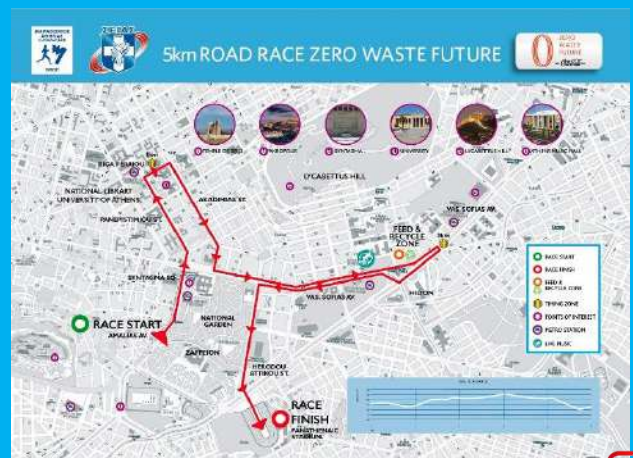 5km ROAD RACE ZERO WASTE FUTURE
ZERO
WASTE
FUTURE
UNIVERSITY
LYCABETTUS HILL
NATIONAL LIBRARY
UNIVERSITY OF ATHENS
PANEPISTIMIOU ST.
AKADIMIAS ST.
VAS. SOFIAS AV.
FEED &
RECYCLE
ZONE
SYNTAGMA SQ.
VAS. SOFIAS AV.
HILTON
NATIONAL
GARDEN
RACE START
AMALIAS AV.
ZAPPEION
HERODOU
ATTIKOU ST.
RACE
FINISH
PANATHENAIC
STADIUM
RACE START
RACE FINISH
FEED &
RECYCLE ZONE
TIMING ZONE
POINTS OF INTEREST
METRO STATION
LIVE MUSIC